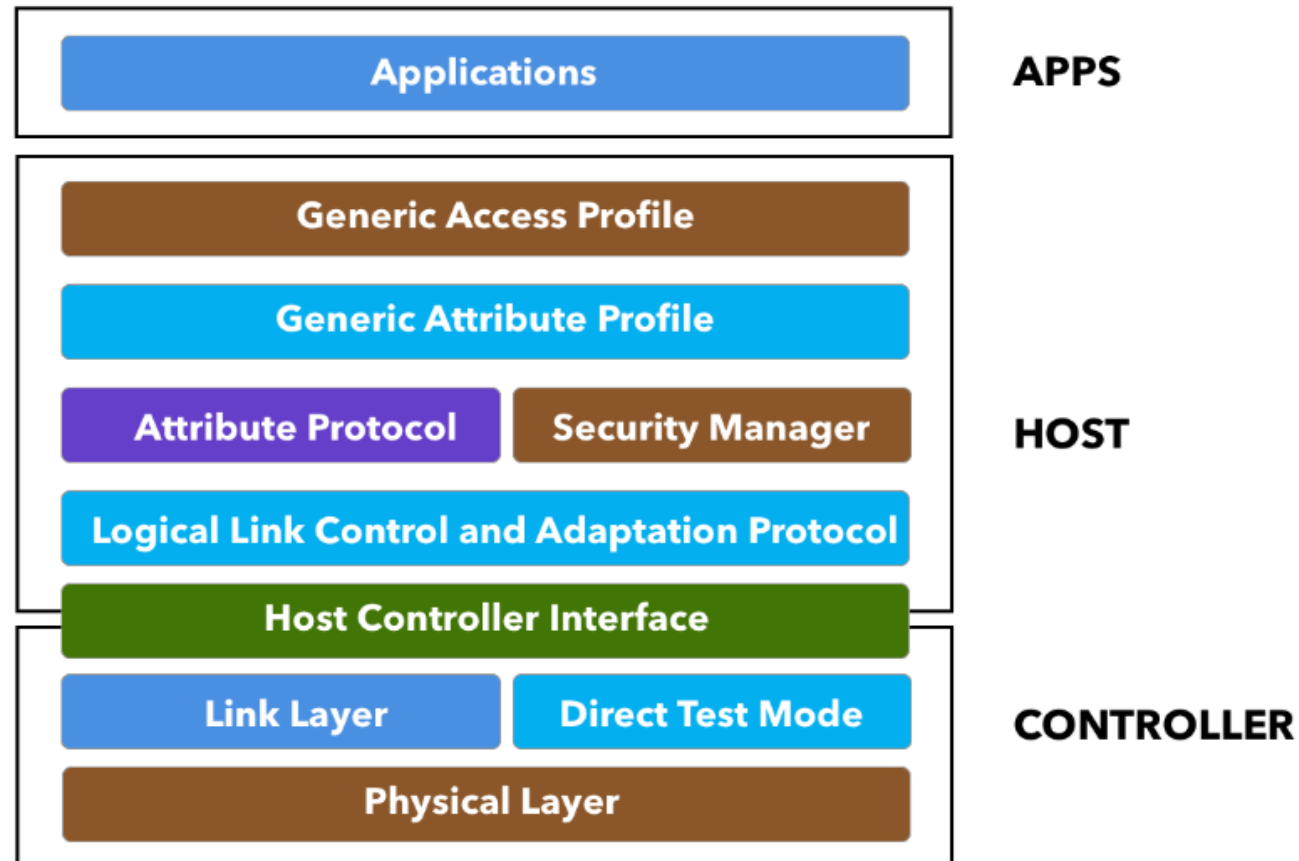 Applications
APPS
Generic Access Profile
Generic Attribute Profile
Attribute Protocol
Security Manager
HOST
Logical Link Control and Adaptation Protocol
Host Controller Interface
Link Layer
Direct Test Mode
CONTROLLER
Physical Layer